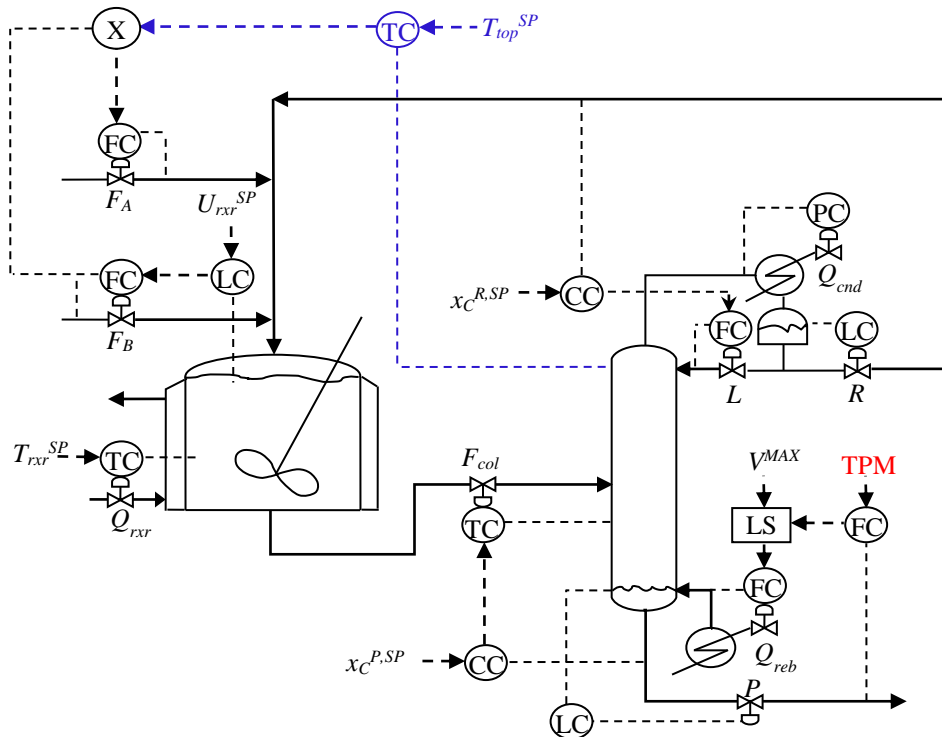 X
TC
T_top^SP
FC
F_A
U_rxr^SP
PC
Q_cnd
FC
LC
x_C^R,SP
CC
FC
LC
F_B
L
R
T_rxr^SP
TC
F_col
V^MAX
TPM
Q_rxr
TC
LS
FC
FC
x_C^P,SP
CC
Q_reb
P
LC